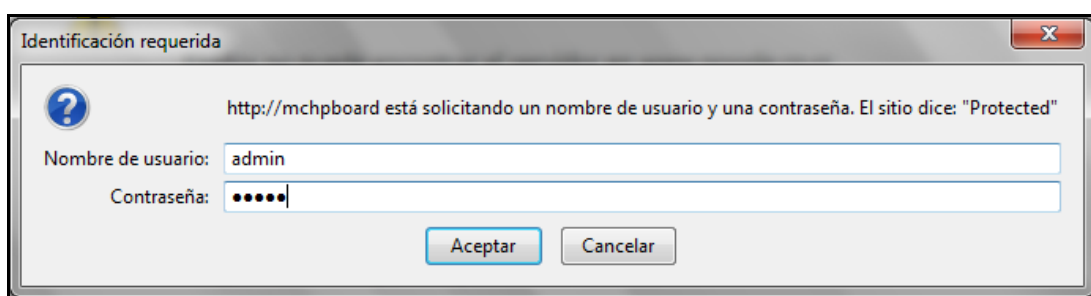 Identificación requerida
http://mchpboard está solicitando un nombre de usuario y una contraseña. El sitio dice: "Protected"
Nombre de usuario: admin
Contraseña: •••••
Aceptar Cancelar